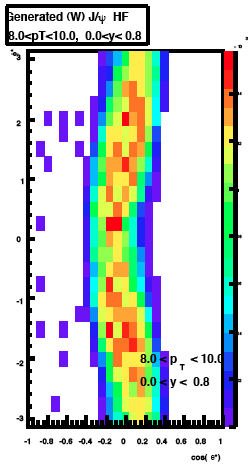 Generated (W) J/ψ HF
8.0<pT<10.0, 0.0<y< 0.8
3
2
1
0
-1
-2
-3
8.0 < p T < 10.0
0.0 < y < 0.8
-1 -0.8 -0.6 -0.4 -0.2 0 0.2 0.4 0.6 0.8 1
cos( θ*)